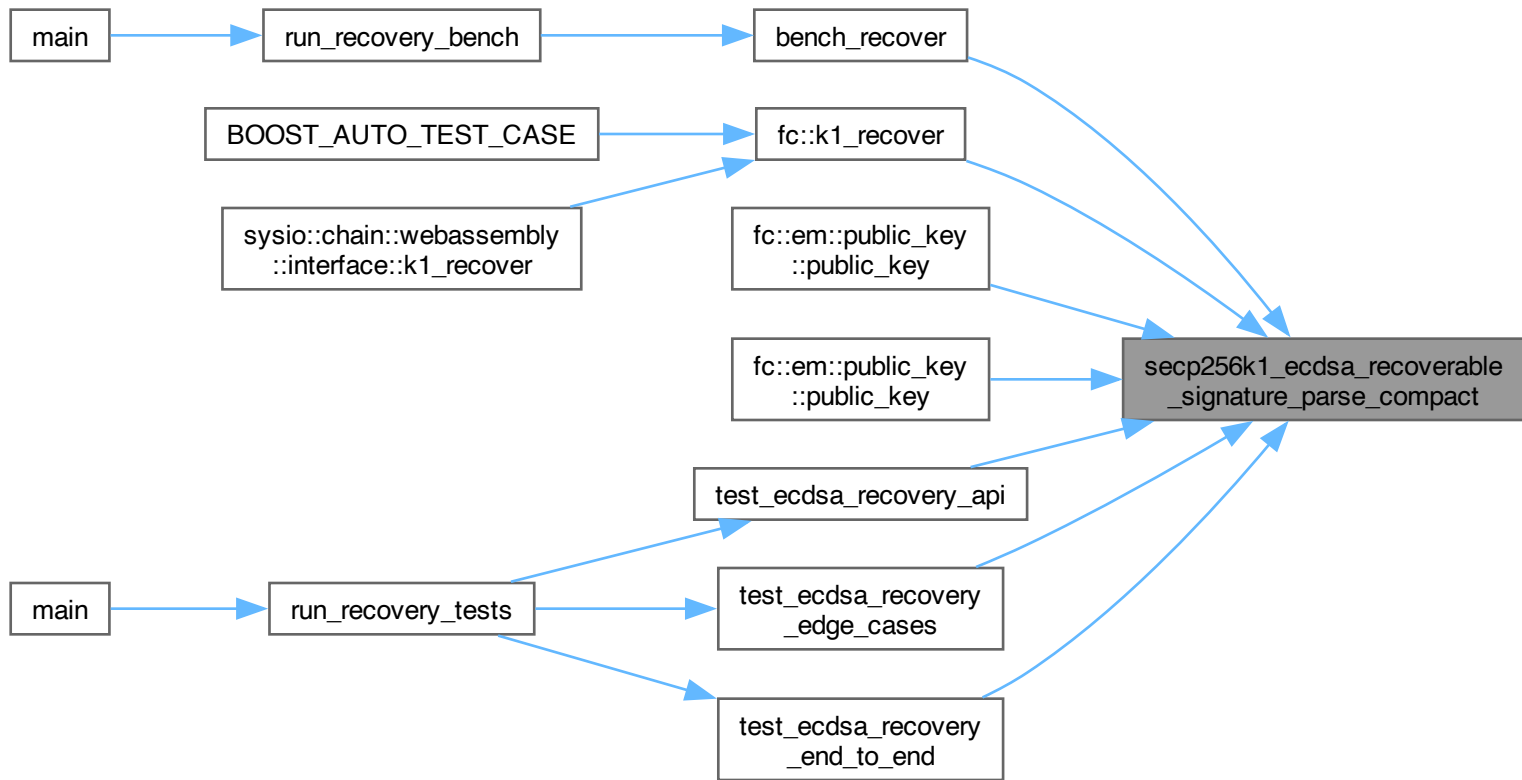 main
run_recovery_bench
bench_recover
BOOST_AUTO_TEST_CASE
fc::k1_recover
sysio::chain::webassembly
::interface::k1_recover
fc::em::public_key
::public_key
fc::em::public_key
::public_key
secp256k1_ecdsa_recoverable
_signature_parse_compact
test_ecdsa_recovery_api
main
run_recovery_tests
test_ecdsa_recovery
_edge_cases
test_ecdsa_recovery
_end_to_end